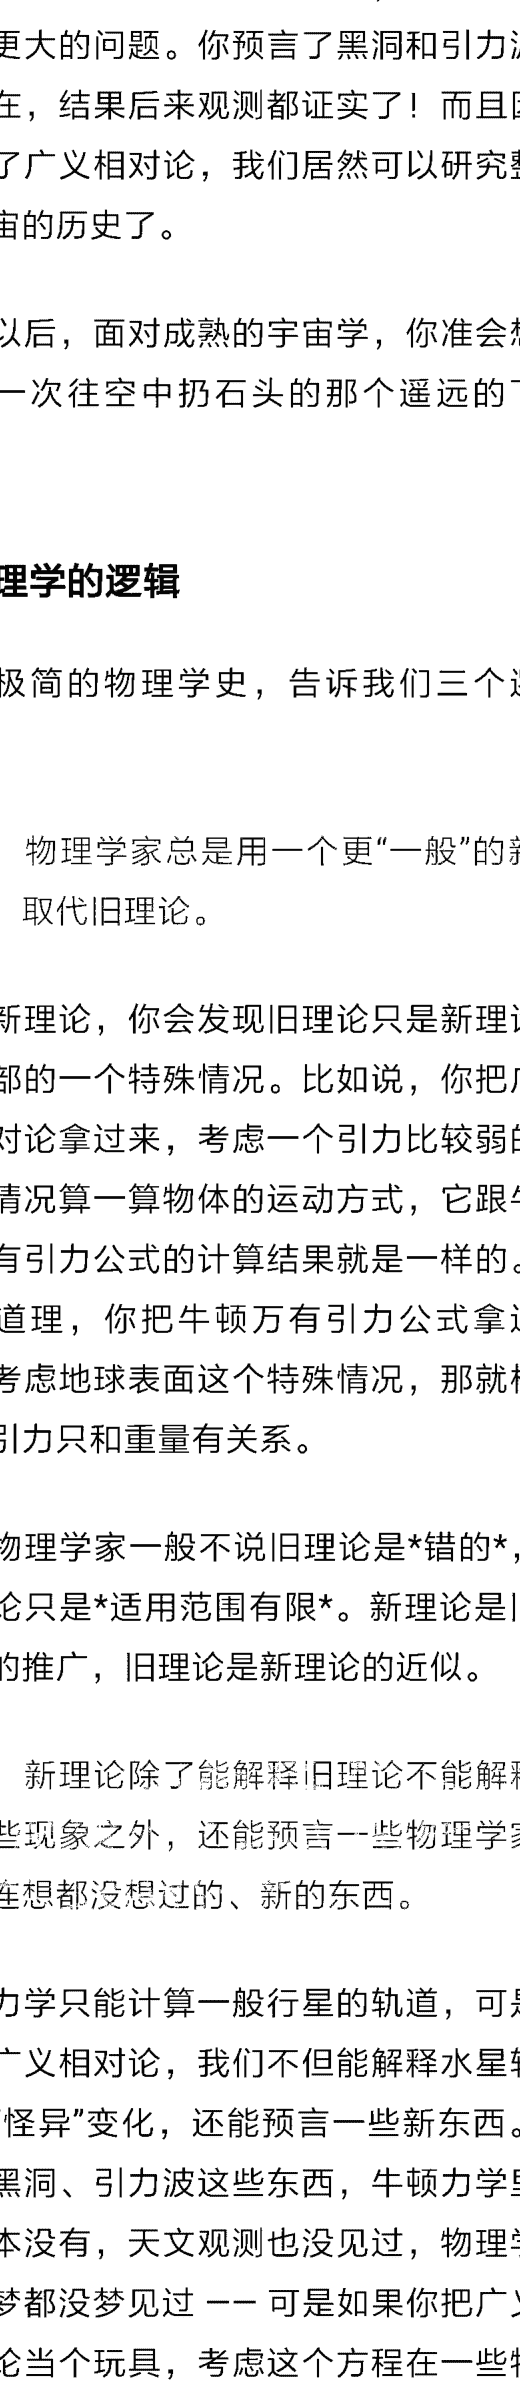 更大的问题。你预言了黑洞和引力
在，结果后来观测都证实了！而且
了广义相对论，我们居然可以研究
宙的历史了。
以后，面对成熟的宇宙学，你准会
一次往空中扔石头的那个遥远的下
理学的逻辑
极简的物理学史，告诉我们三个
物理学家总是用一个更“一般”的新
取代旧理论。
新理论，你会发现旧理论只是新理论
部的一个特殊情况。比如说，你把广
对论拿过来，考虑一个引力比较弱的
情况算一算物体的运动方式，它跟牛
有引力公式的计算结果就是一样的。
道理，你把牛顿万有引力公式拿过
考虑地球表面这个特殊情况，那就
引力只和重量有关系。
物理学家一般不说旧理论是*错的*，
论只是*适用范围有限*。新理论是旧
的推广，旧理论是新理论的近似。
新理论除了能解释旧理论不能解释
些现象之外，还能预言一些物理学家
连想都没想过的、新的东西。
力学只能计算一般行星的轨道，可是
广义相对论，我们不但能解释水星轨
“怪异”变化，还能预言一些新东西。
黑洞、引力波这些东西，牛顿力学里
本没有，天文观测也没见过，物理学
梦都没梦见过 —— 可是如果你把广义
论当个玩具，考虑这个方程在一些特